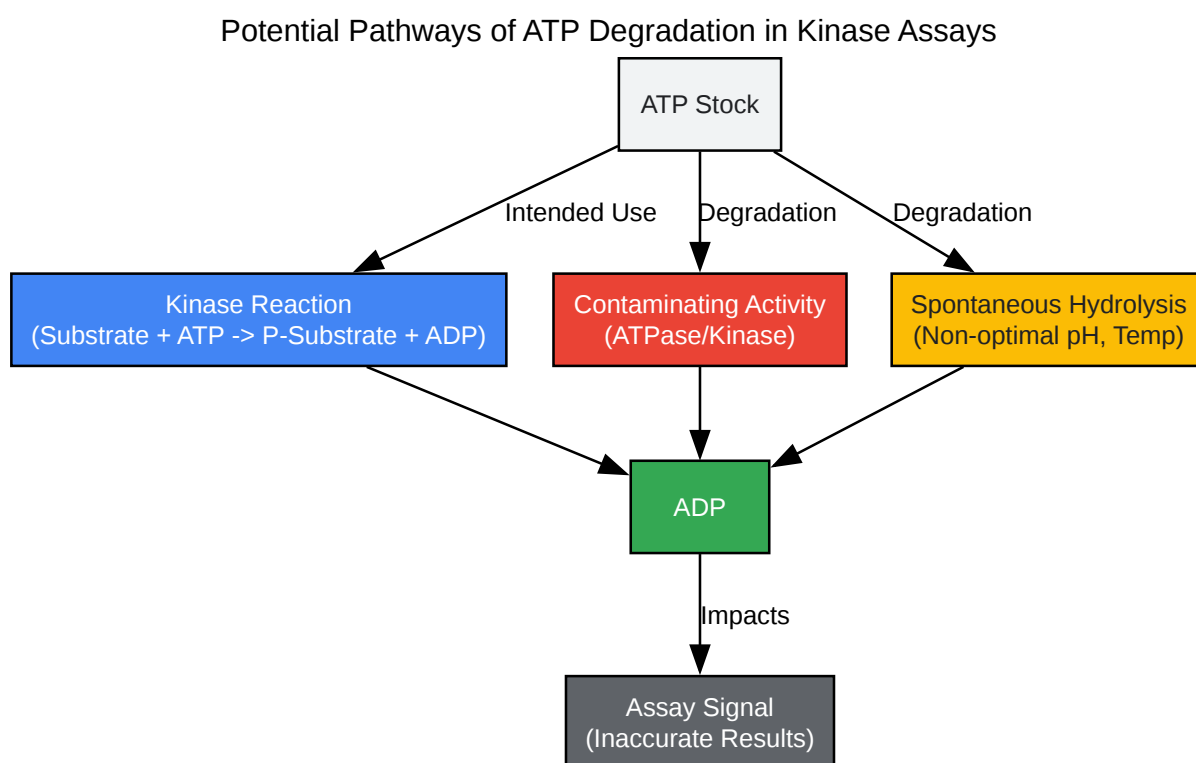 Potential Pathways of ATP Degradation in Kinase Assays
ATP Stock
Intended Use
Degradation
Degradation
Kinase Reaction
(Substrate + ATP -> P-Substrate + ADP)
Contaminating Activity
(ATPase/Kinase)
Spontaneous Hydrolysis
(Non-optimal pH, Temp)
ADP
Impacts
Assay Signal
(Inaccurate Results)